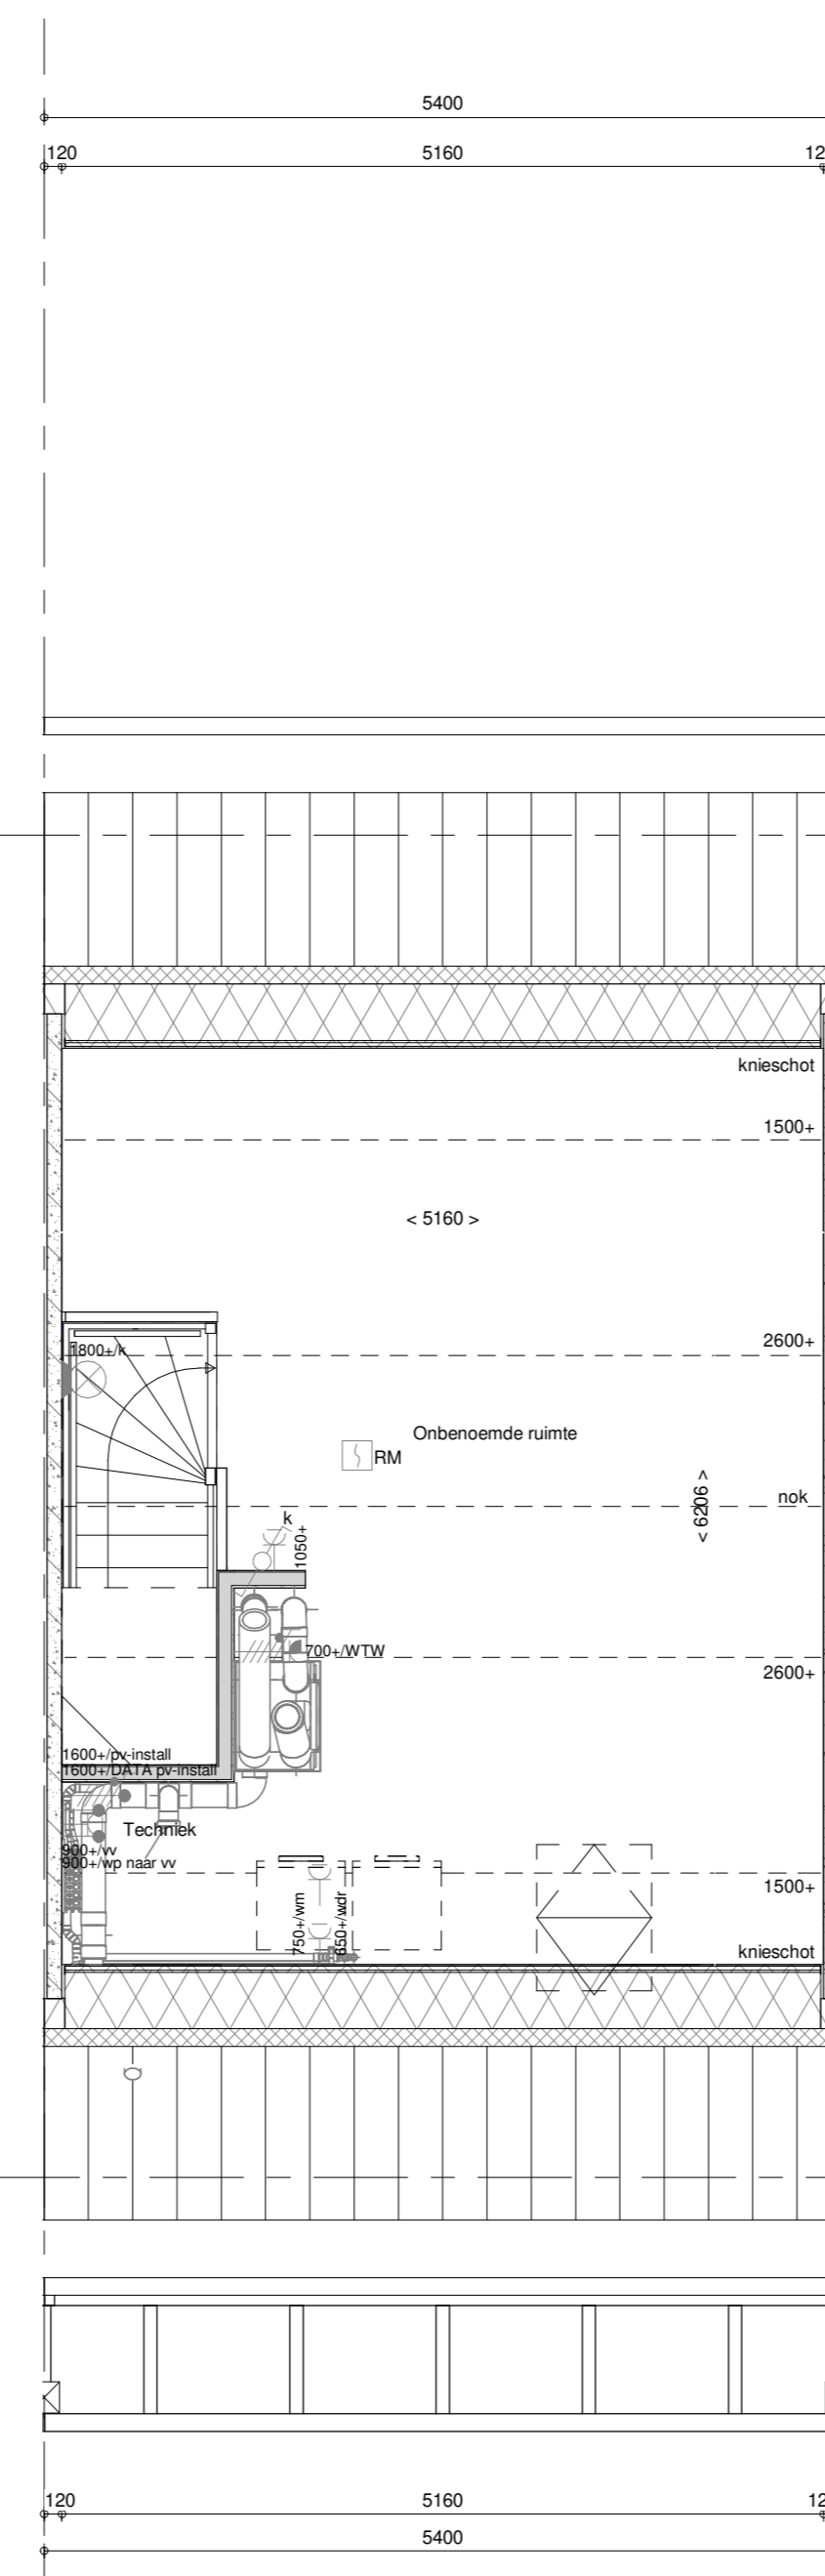 5400
120 5160 12
knieschot
1500+
< 5160 >
2600+
1800+/k
Onbenoemde ruimte
RM
< 6206 >
nok
k
1050+
700+/WTW
2600+
1600+/pv-install
1600+/DATA pv-install
Techniek
900+/vv
900+/wp naar vv
1500+
750+/wm
650+/wdr
knieschot
120 5160 12
5400